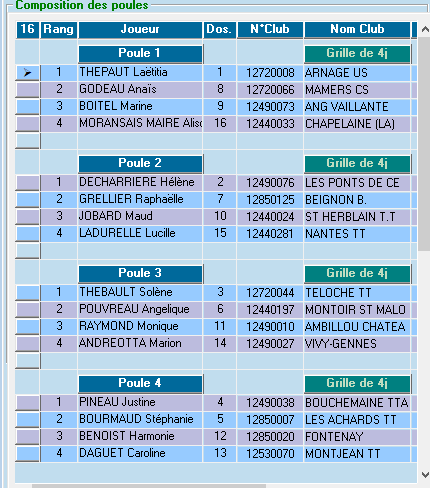 Composition des poules
16 Rang Joueur Dos. N°Club Nom Club
Poule 1 Grille de 4j
1 THEPAUT Laëtitia 1 12720008 ARNAGE US
2 GODEAU Anaïs 8 12720066 MAMERS CS
3 BOITEL Marine 9 12490073 ANG VAILLANTE
4 MORANSAIS MAIRE Alisc 16 12440033 CHAPELAINE (LA)
Poule 2 Grille de 4j
1 DECHARRIERE Hélène 2 12490076 LES PONTS DE CE
2 GRELLIER Raphaëlle 7 12850125 BEIGNON B.
3 JOBARD Maud 10 12440024 ST HERBLAIN T.T
4 LADURELLE Lucille 15 12440281 NANTES TT
Poule 3 Grille de 4j
1 THEBAULT Solène 3 12720044 TELOCHE TT
2 POUVREAU Angelique 6 12440197 MONTOIR ST MALO
3 RAYMOND Monique 11 12490010 AMBILLOU CHATEA
4 ANDREOTTA Marion 14 12490027 VIVY-GENNES
Poule 4 Grille de 4j
1 PINEAU Justine 4 12490038 BOUCHEMAINE TTA
2 BOURMAUD Stéphanie 5 12850007 LES ACHARDS TT
3 BENOIST Harmonie 12 12850020 FONTENAY
4 DAGUET Caroline 13 12530070 MONTJEAN TT